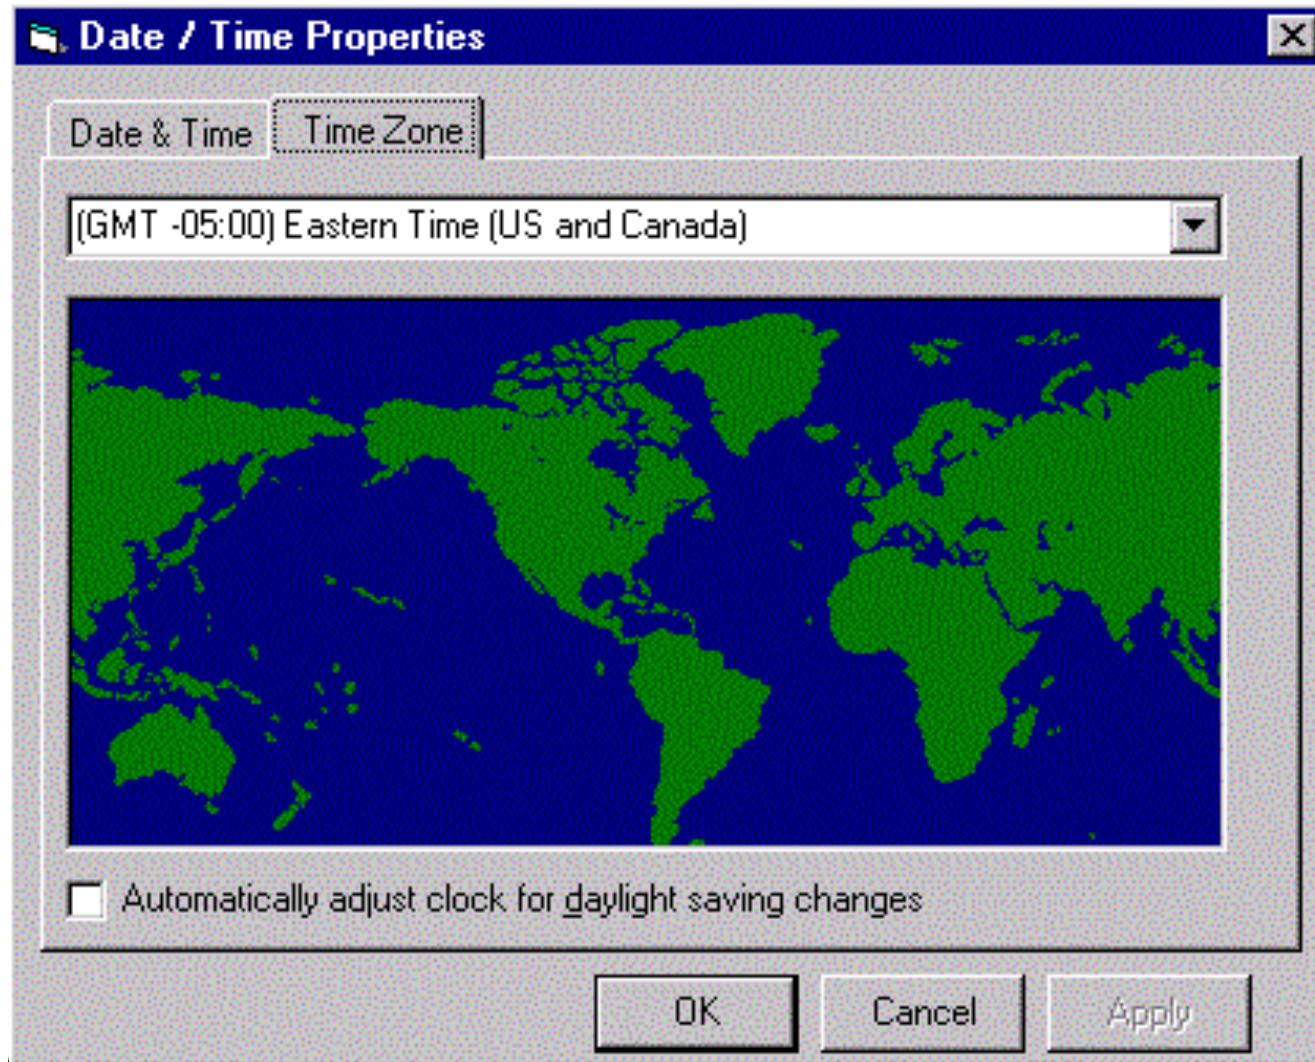 Date / Time Properties
Date & Time
Time Zone
(GMT -05:00) Eastern Time (US and Canada)
Automatically adjust clock for daylight saving changes
OK
Cancel
Apply